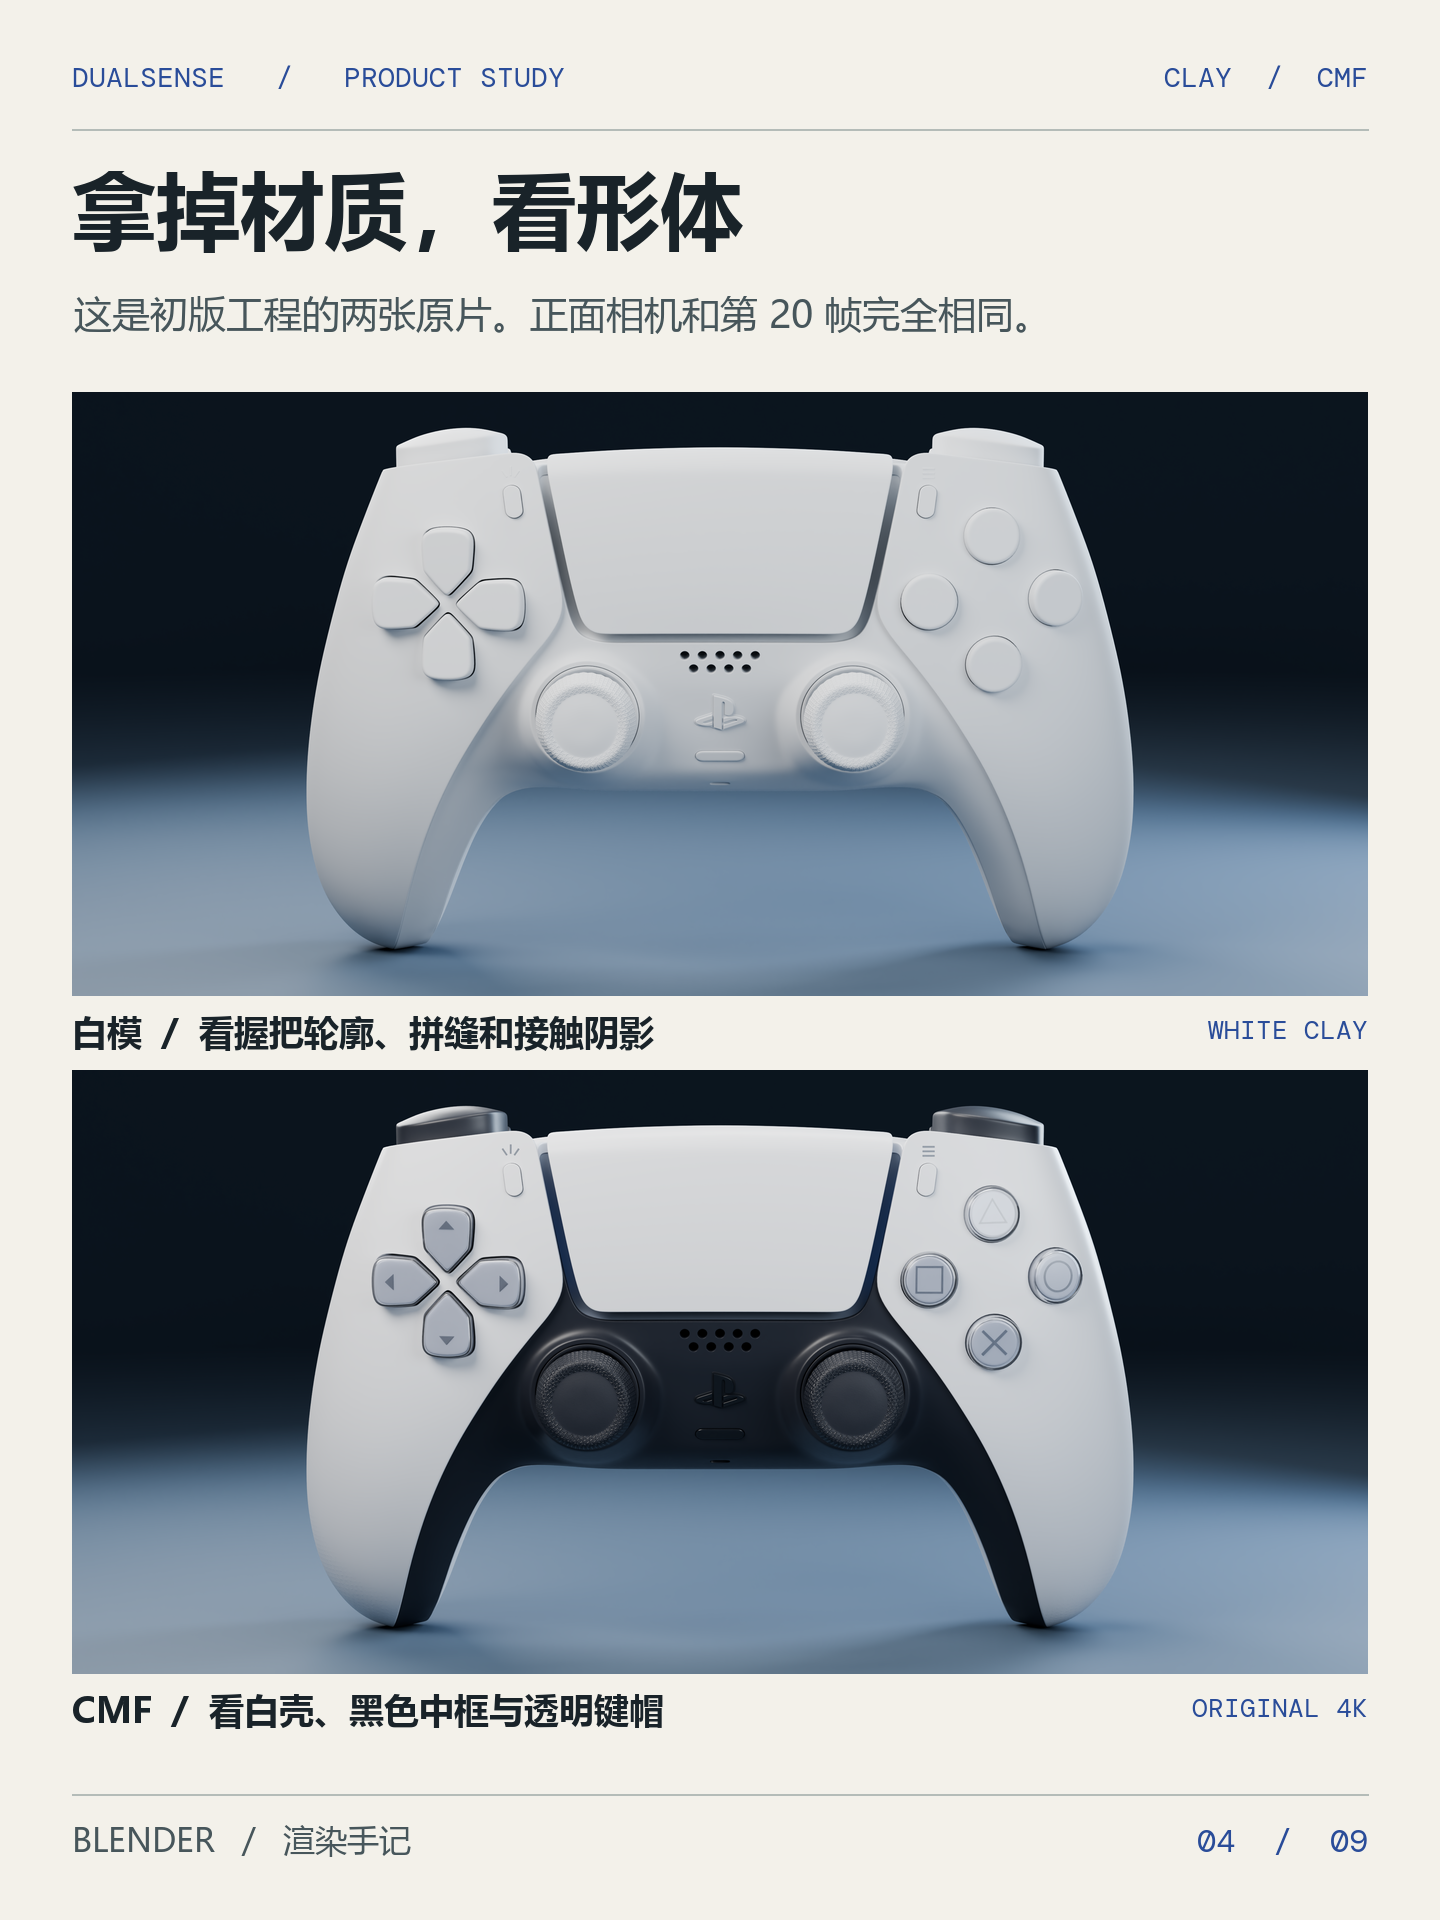 DUALSENSE / PRODUCT STUDY
CLAY / CMF
拿掉材质，看形体
这是初版工程的两张原片。正面相机和第 20 帧完全相同。
白模 / 看握把轮廓、拼缝和接触阴影
WHITE CLAY
CMF / 看白壳、黑色中框与透明键帽
ORIGINAL 4K
BLENDER / 渲染手记
04 / 09